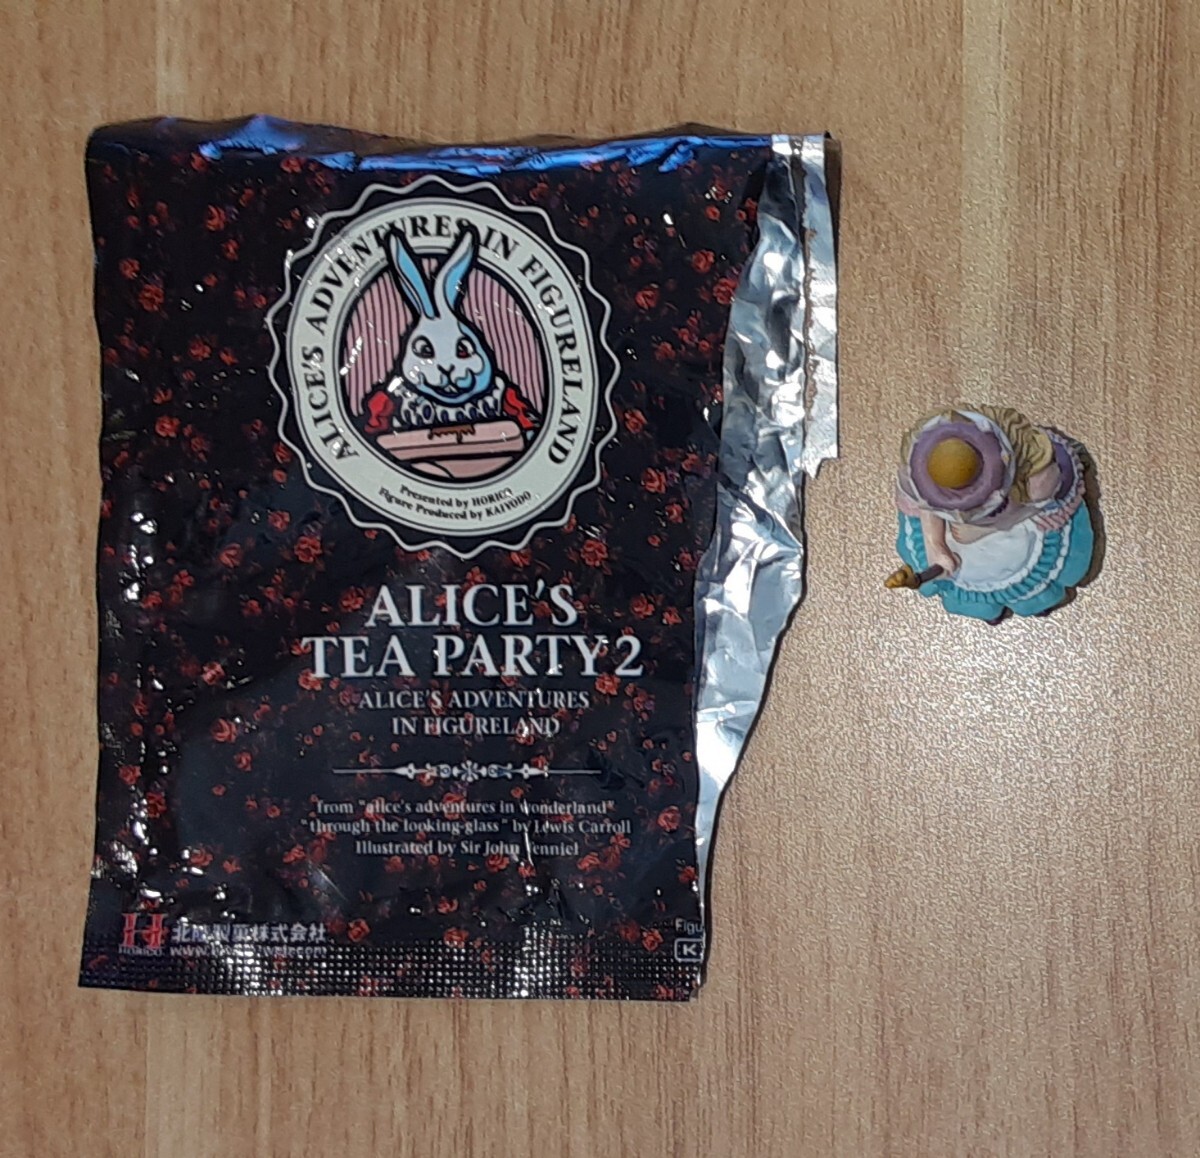 ALICE'S ADVENTURES IN FIGURELAND
Presented by HORICO
Figure Produced by KAIYODO
ALICE'S
TEA PARTY 2
ALICE'S ADVENTURES
IN FIGURELAND
from "alice's adventures in wonderland"
"through the looking-glass" by Lewis Carroll
Illustrated by Sir John Tenniel
H 北陸製菓株式会社
HORICO
Figu
K